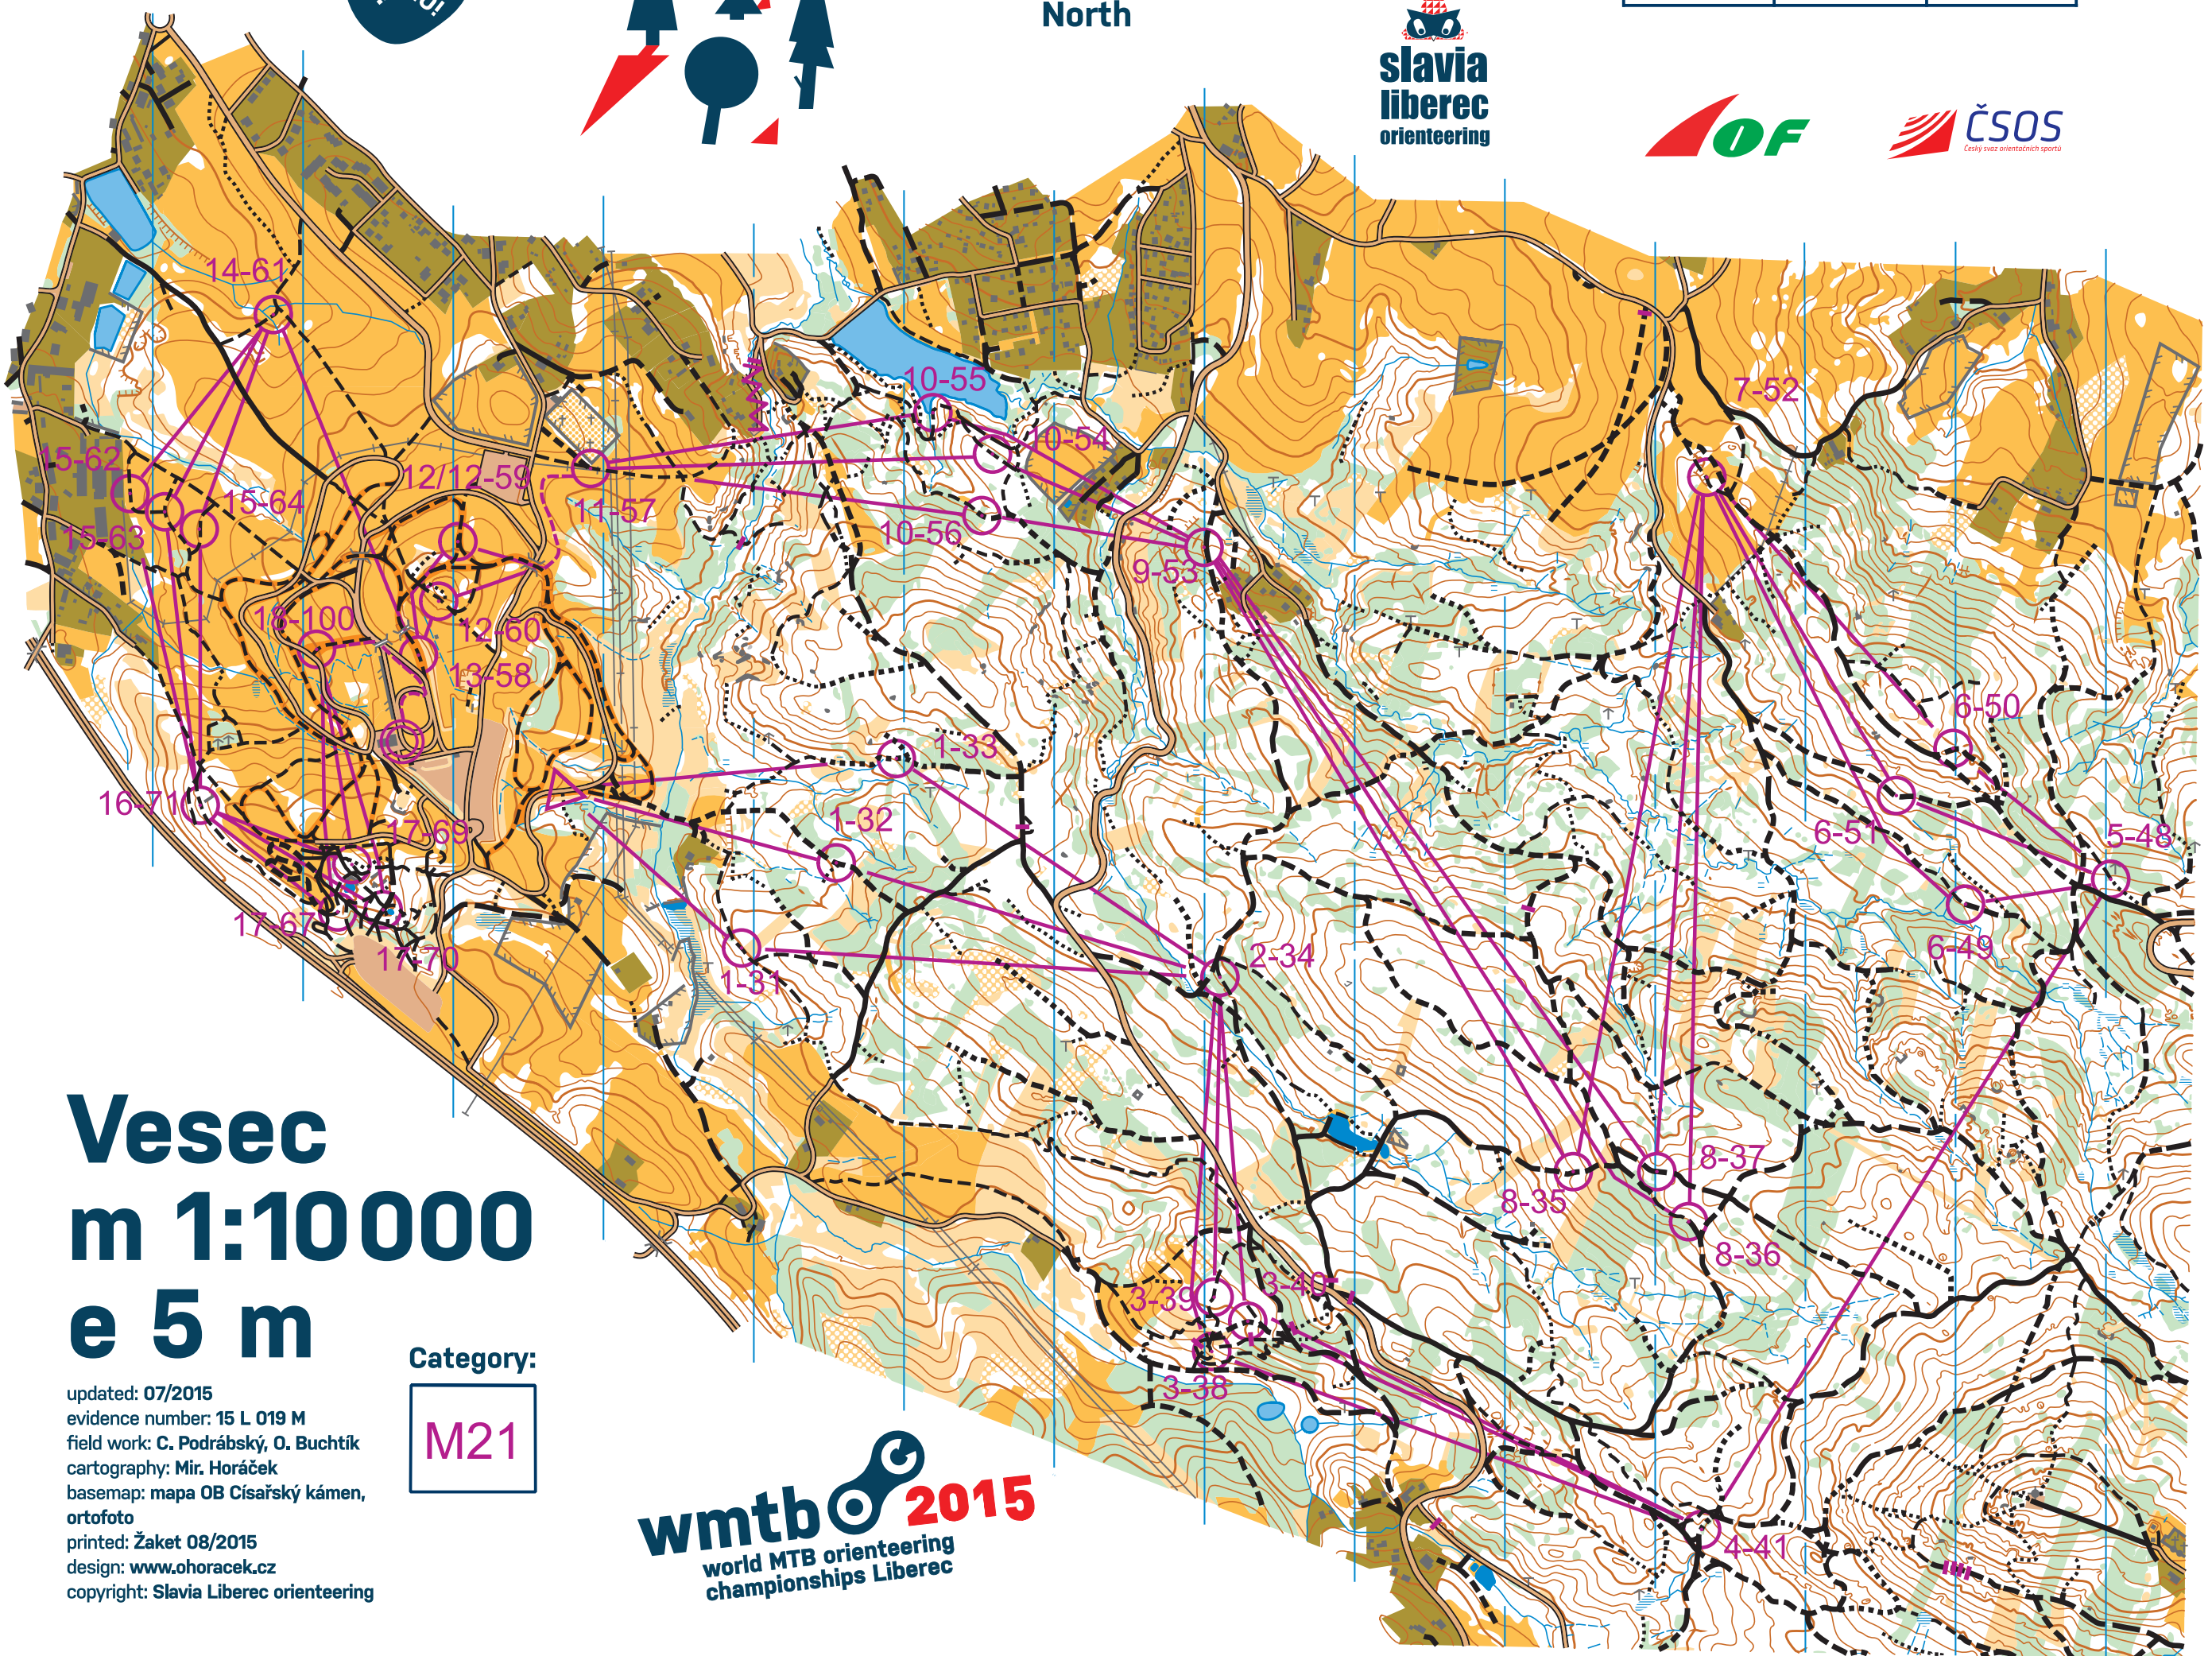 North
slavia
liberec
orienteering
OF
ČSOS
Český svaz orientačních sportů
14-61
7-52
10-55
10-54
15-62
12/12-59
15-64
11-57
15-63
10-56
9-53
18-100
12-60
13-58
6-50
1-33
16-71
17-69
1-32
6-51
5-48
17-67
17-70
1-31
2-34
6-49
8-37
8-35
8-36
3-39
3-40
3-38
4-41
Vesec
m 1:10 000
e 5 m
Category:
M21
updated: 07/2015
evidence number: 15 L 019 M
field work: C. Podrábský, O. Buchtík
cartography: Mir. Horáček
basemap: mapa OB Císařský kámen,
ortofoto
printed: Žaket 08/2015
design: www.ohoracek.cz
copyright: Slavia Liberec orienteering
wmtbo 2015
world MTB orienteering
championships Liberec